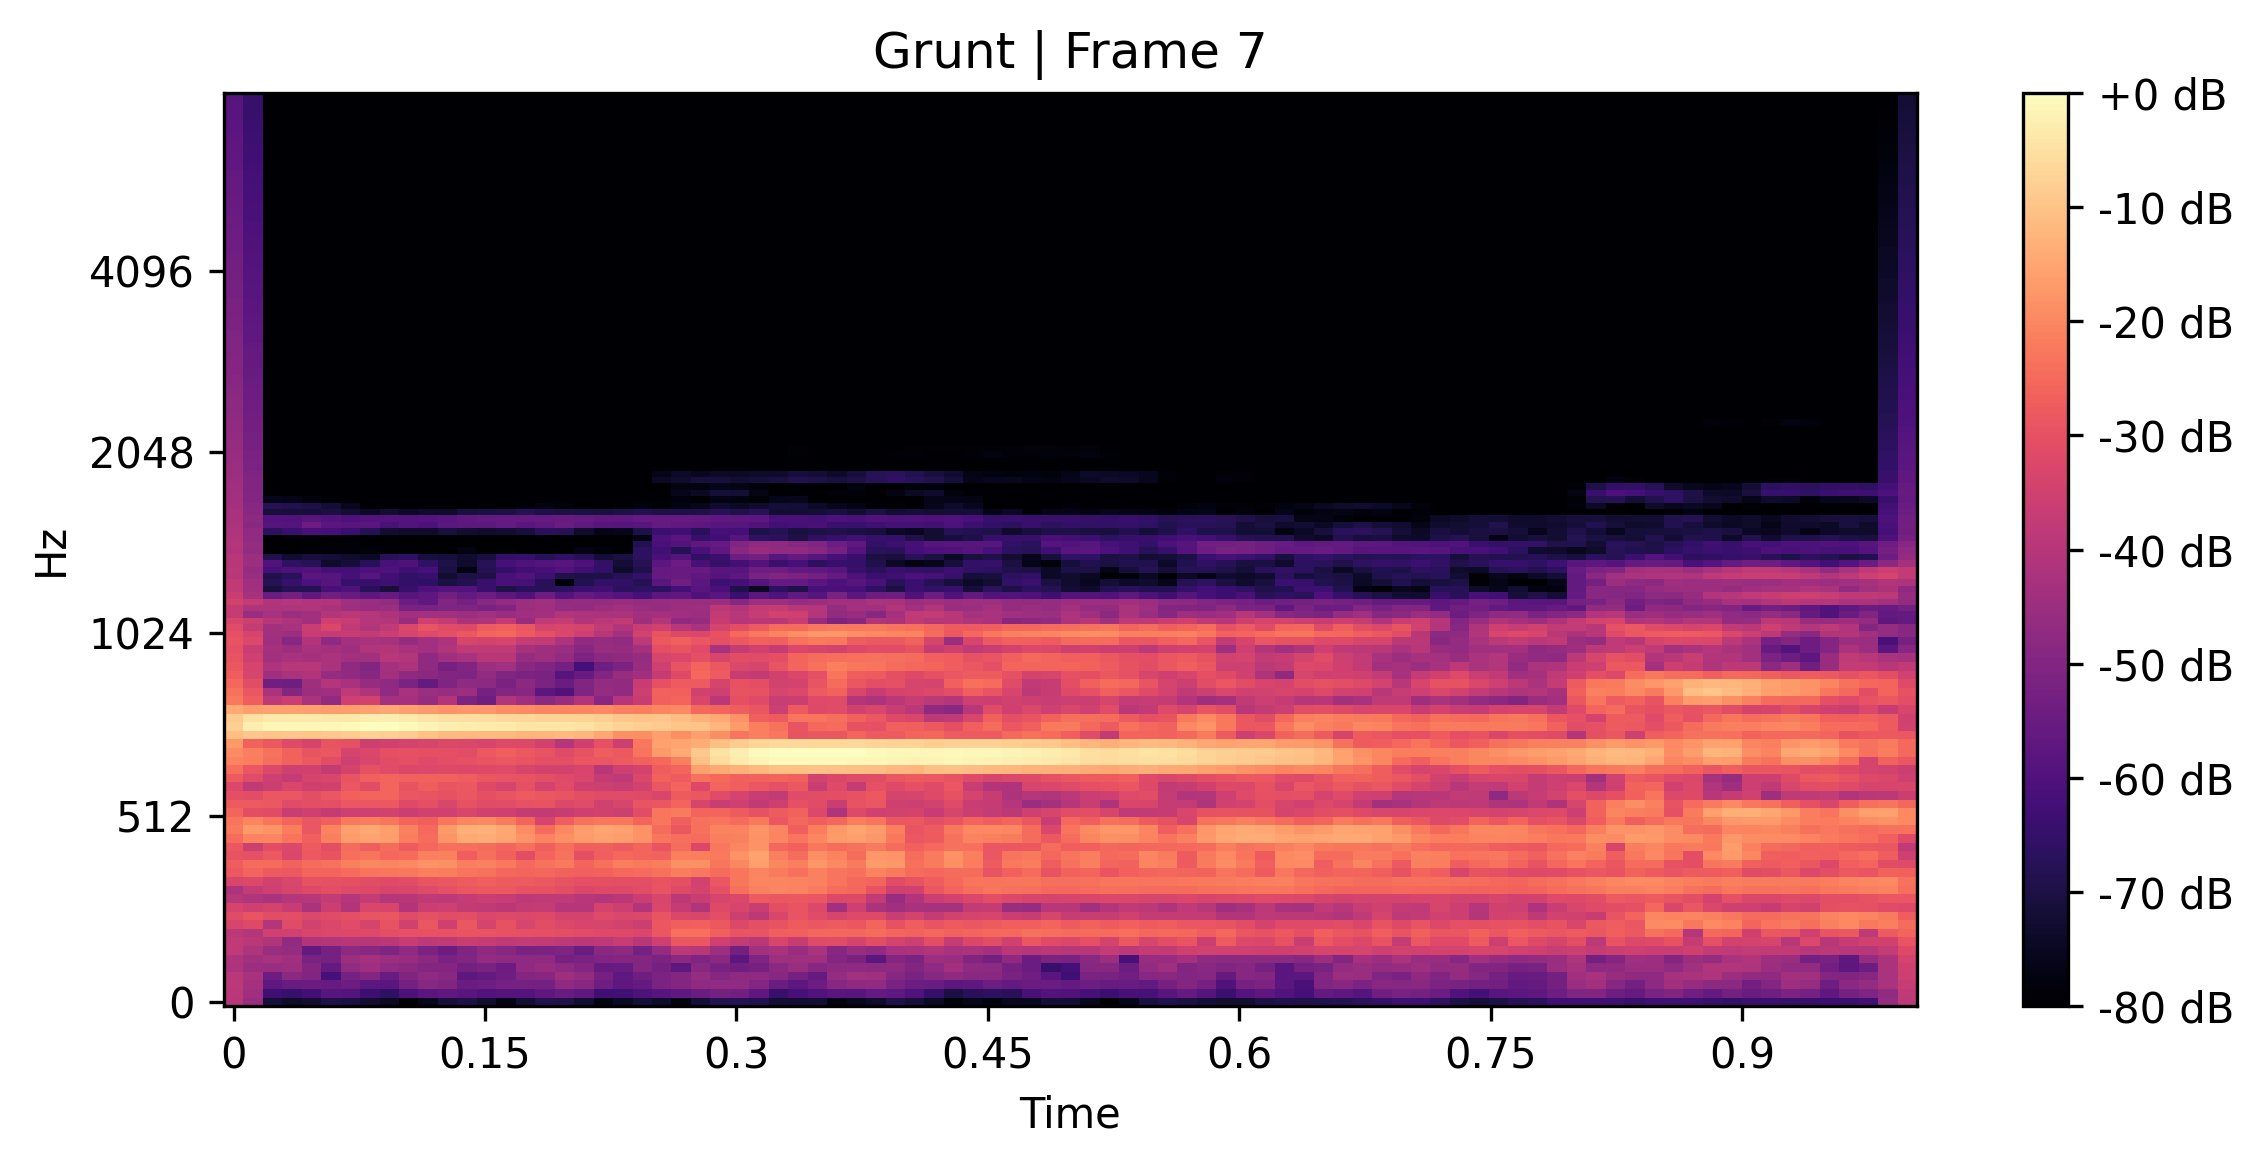 Grunt | Frame 7
+0 dB
-10 dB
-20 dB
-30 dB
-40 dB
-50 dB
-60 dB
-70 dB
-80 dB
Hz
4096
2048
1024
512
0
0 0.15 0.3 0.45 0.6 0.75 0.9
Time